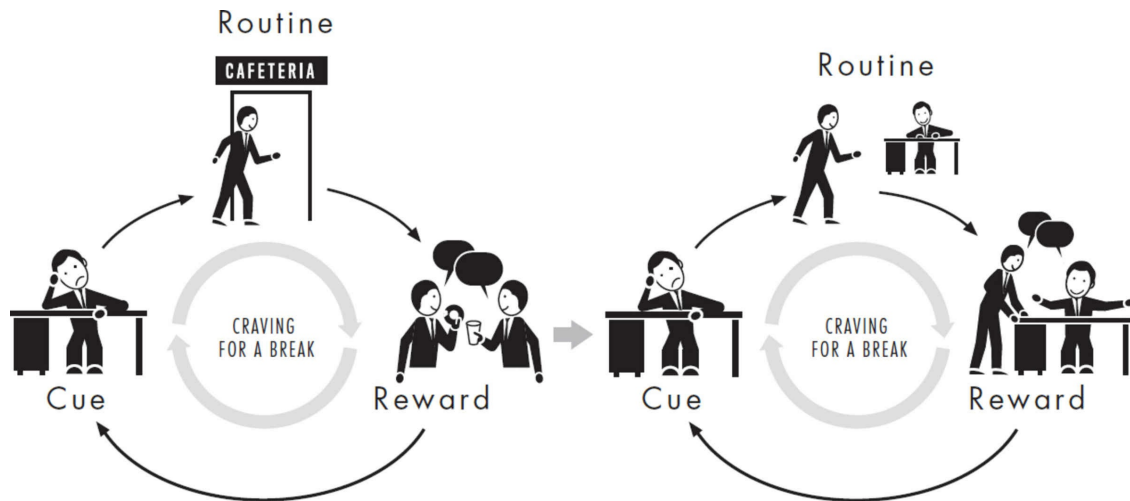 Routine
CAFETERIA
CRAVING
FOR A BREAK
Cue
Reward
Routine
CRAVING
FOR A BREAK
Cue
Reward